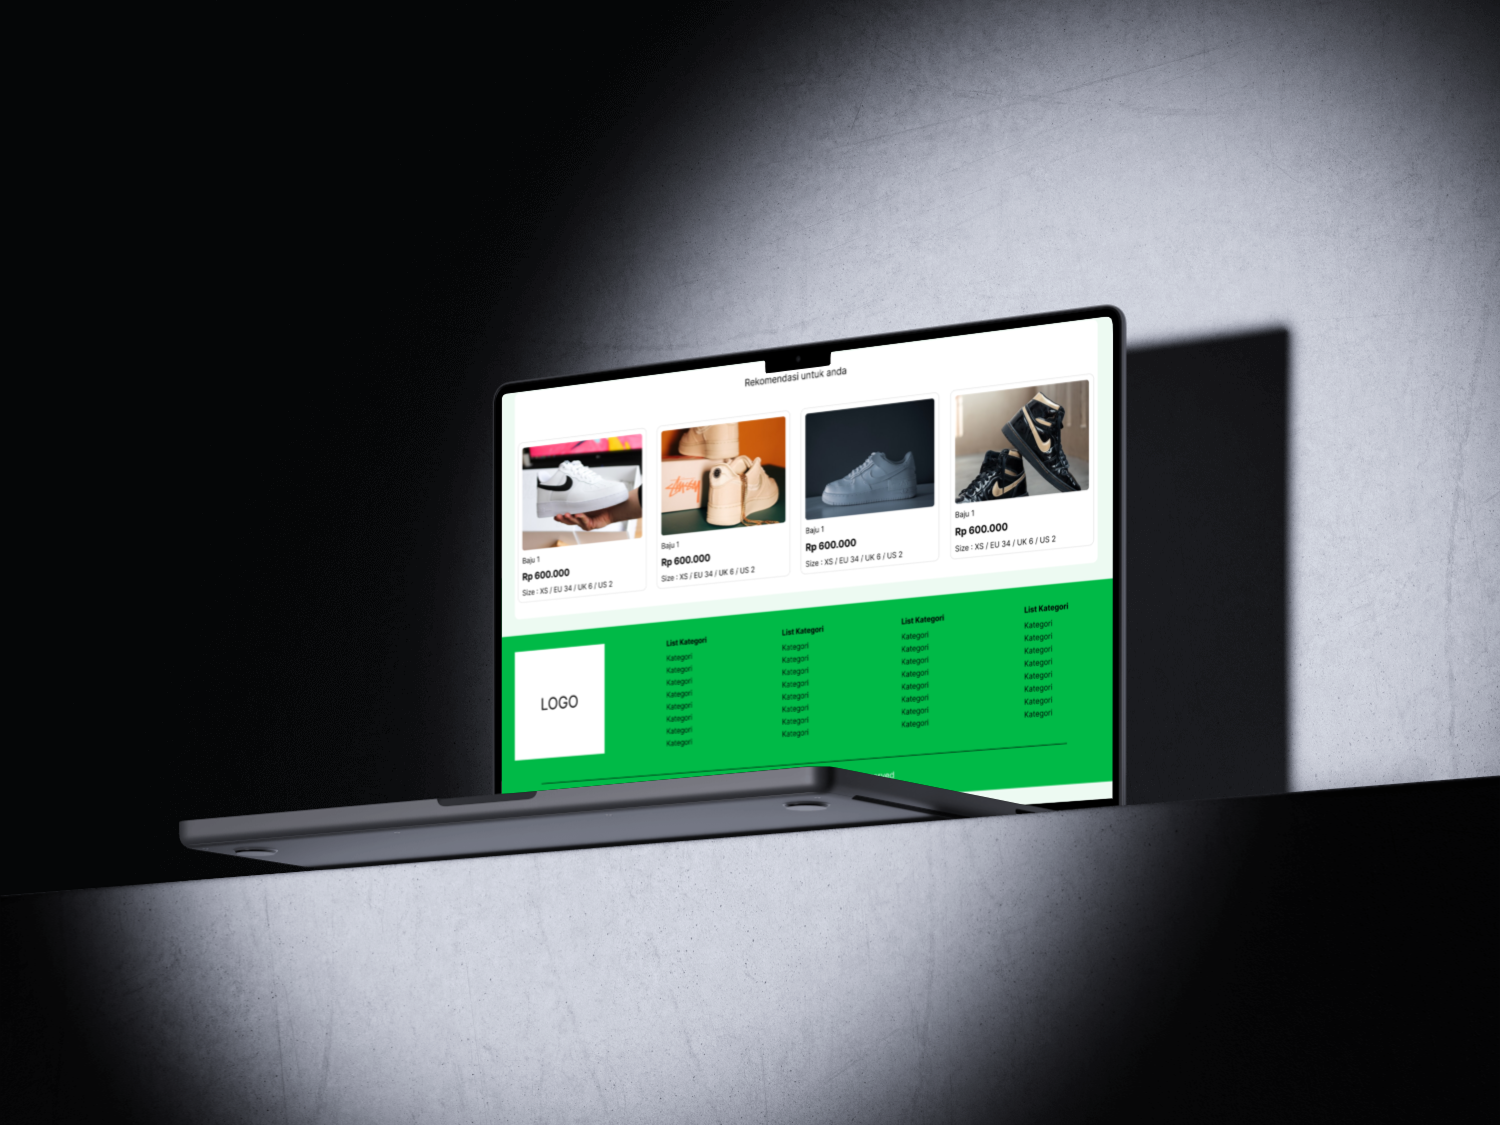 Rekomendasi untuk anda
Baju 1
Rp 600.000
Size : XS / EU 34 / UK 6 / US 2
Baju 1
Rp 600.000
Size : XS / EU 34 / UK 6 / US 2
Baju 1
Rp 600.000
Size : XS / EU 34 / UK 6 / US 2
Baju 1
Rp 600.000
Size : XS / EU 34 / UK 6 / US 2
LOGO
List Kategori
Kategori
Kategori
Kategori
Kategori
Kategori
Kategori
Kategori
Kategori
List Kategori
Kategori
Kategori
Kategori
Kategori
Kategori
Kategori
Kategori
Kategori
List Kategori
Kategori
Kategori
Kategori
Kategori
Kategori
Kategori
Kategori
Kategori
List Kategori
Kategori
Kategori
Kategori
Kategori
Kategori
Kategori
Kategori
Kategori